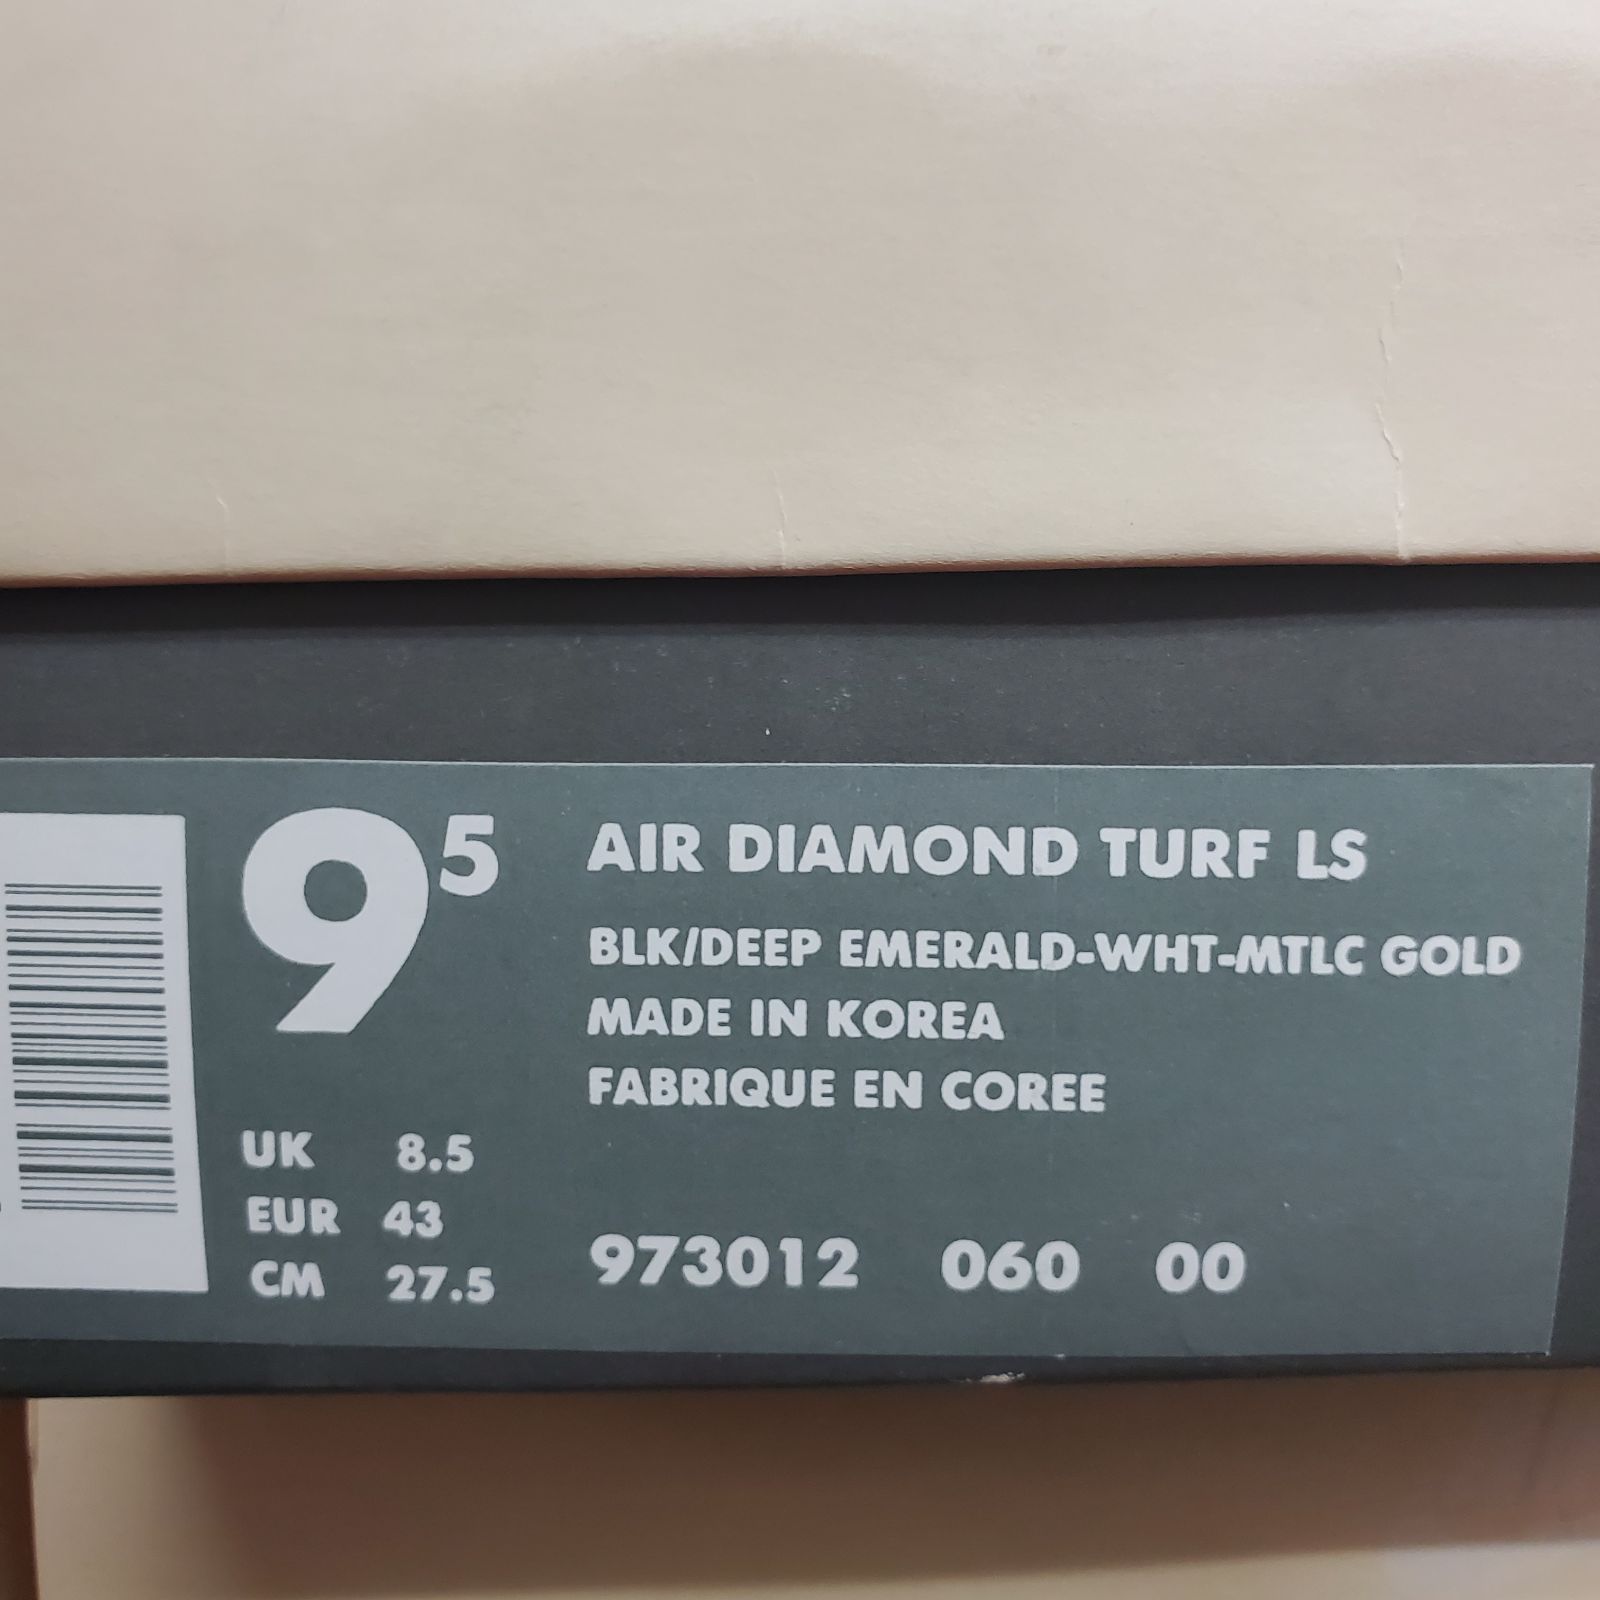 9 5
AIR DIAMOND TURF LS
BLK/DEEP EMERALD-WHT-MTLC GOLD
MADE IN KOREA
FABRIQUE EN COREE
UK 8.5
EUR 43
CM 27.5
973012 060 00